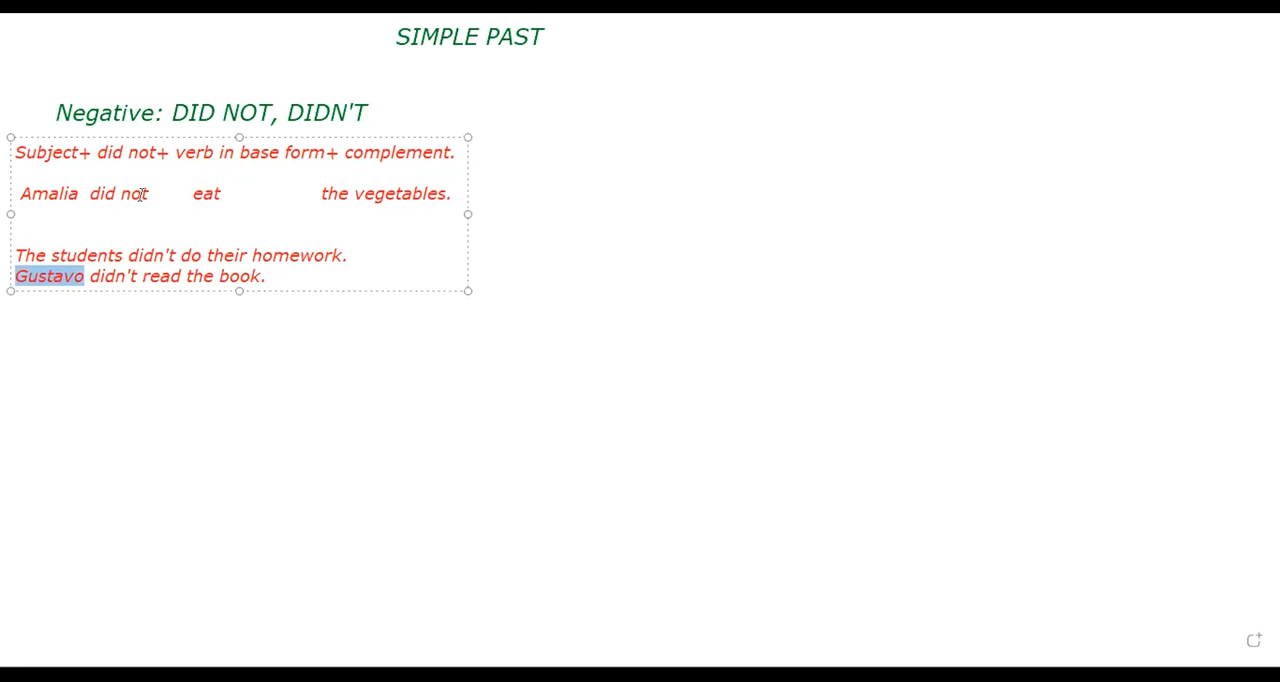 SIMPLE PAST
Negative: DID NOT, DIDN'T
Subject+ did not+ verb in base form+ complement.
Amalia did not eat the vegetables.
The students didn't do their homework.
Gustavo didn't read the book.